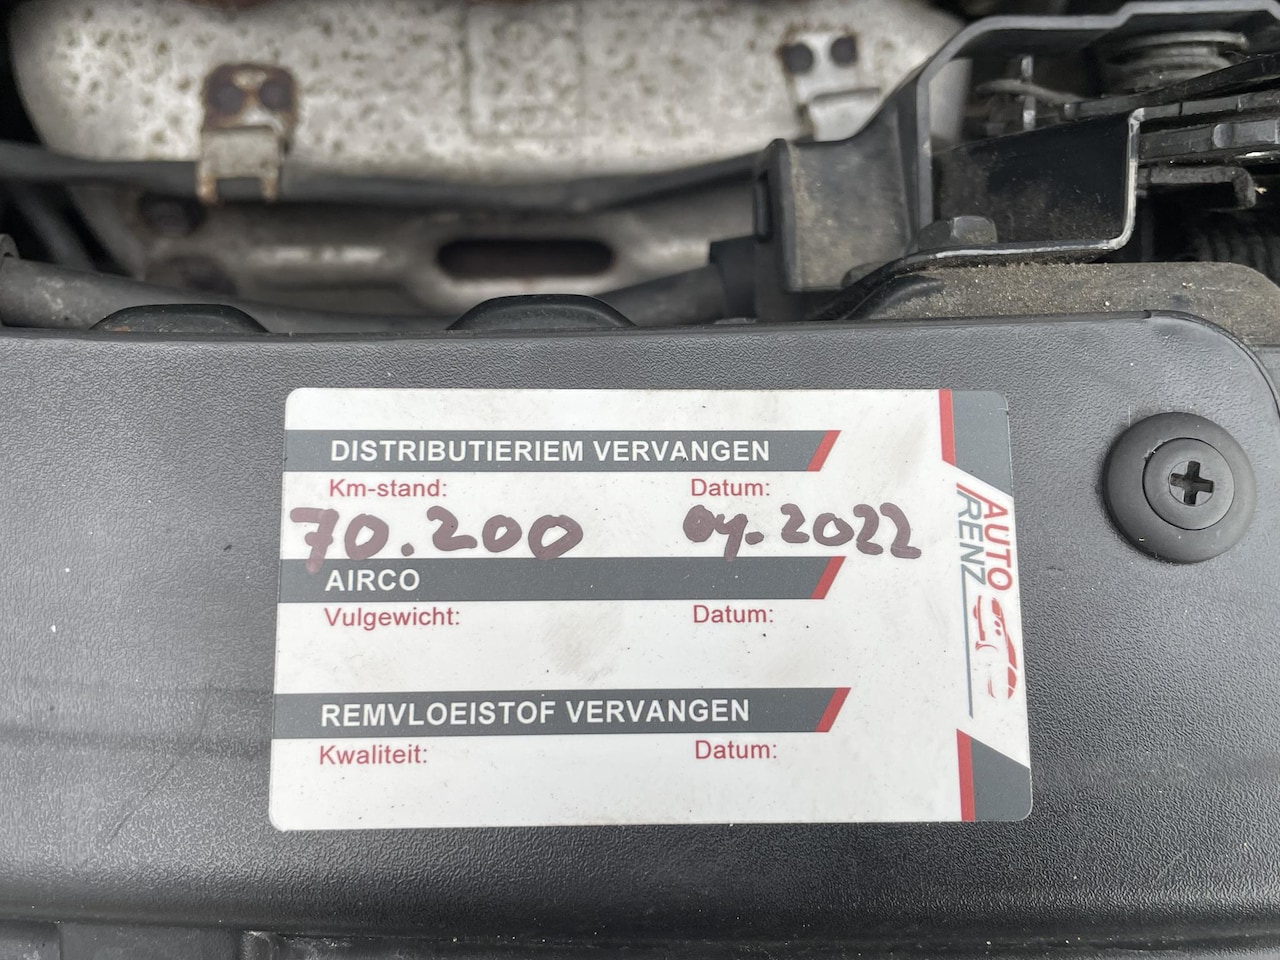 DISTRIBUTIERIEM VERVANGEN
Km-stand: Datum:
70.200 04.2022
AIRCO
Vulgewicht: Datum:
REMVLOEISTOF VERVANGEN
Kwaliteit: Datum:
AUTO
RENZ